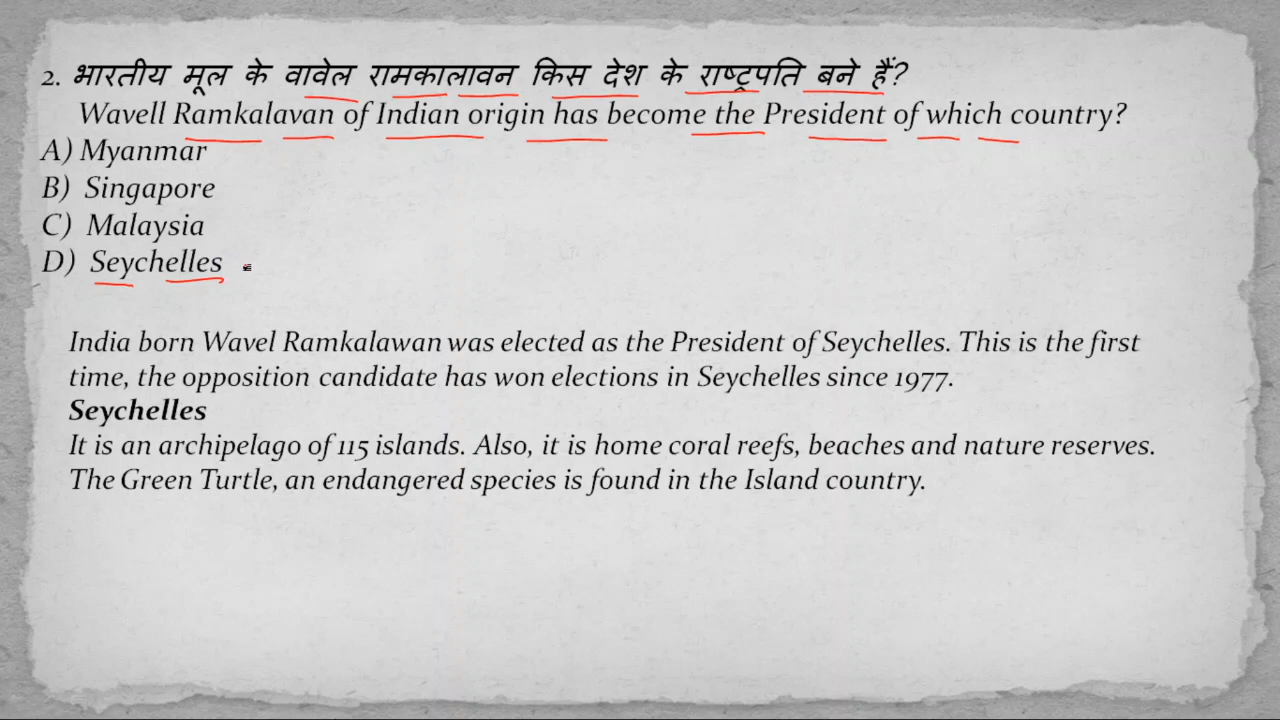 2. भारतीय मूल के वावेल रामकालावन किस देश के राष्ट्रपति बने हैं?
Wavell Ramkalavan of Indian origin has become the President of which country?
A) Myanmar
B) Singapore
C) Malaysia
D) Seychelles
India born Wavel Ramkalawan was elected as the President of Seychelles. This is the first
time, the opposition candidate has won elections in Seychelles since 1977.
Seychelles
It is an archipelago of 115 islands. Also, it is home coral reefs, beaches and nature reserves.
The Green Turtle, an endangered species is found in the Island country.